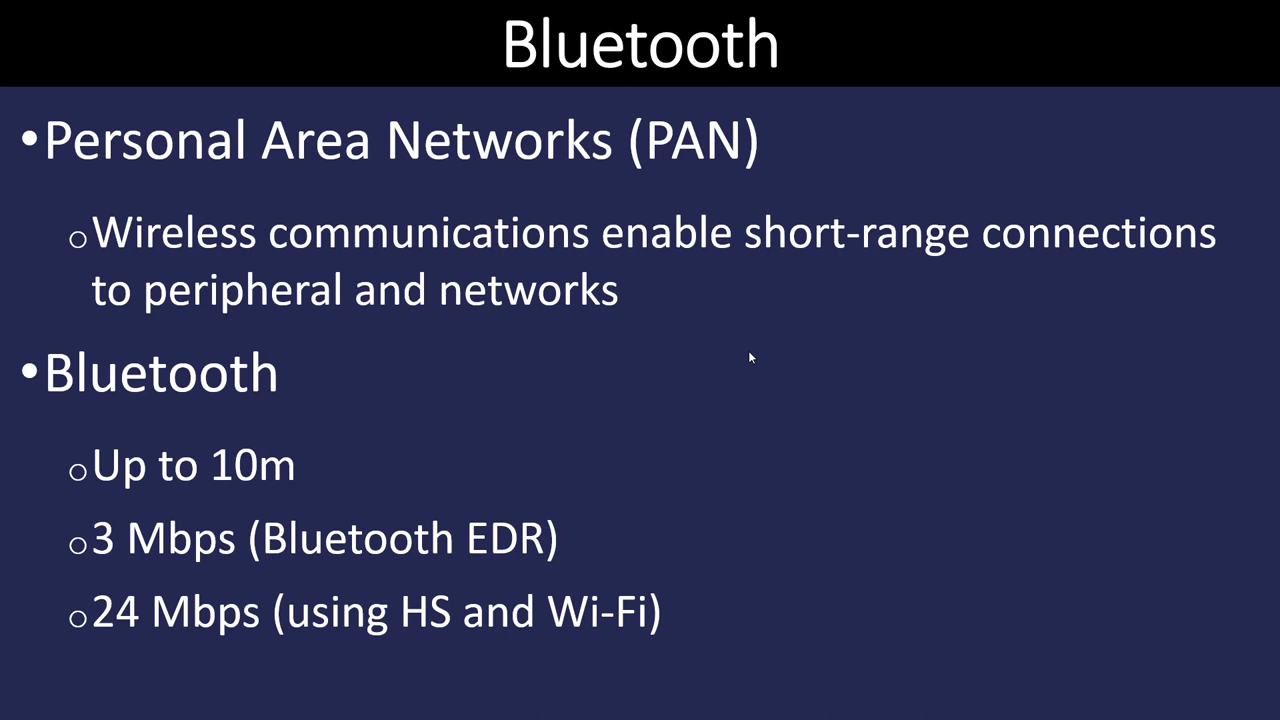 Bluetooth
•Personal Area Networks (PAN)
oWireless communications enable short-range connections
to peripheral and networks
•Bluetooth
oUp to 10m
o3 Mbps (Bluetooth EDR)
o24 Mbps (using HS and Wi-Fi)